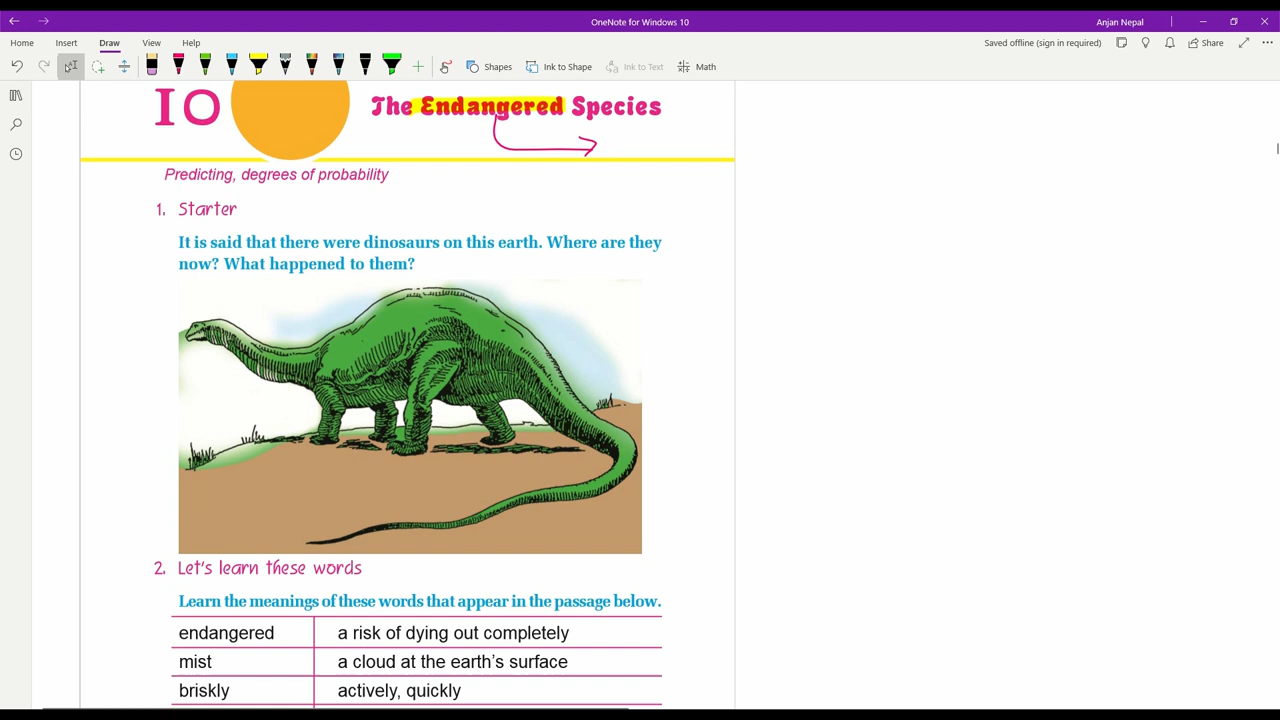 OneNote for Windows 10
Anjan Nepal
Home Insert Draw View Help
Saved offline (sign in required)
Share
Shapes
Ink to Shape
Ink to Text
Math
10
The Endangered Species
Predicting, degrees of probability
1. Starter
It is said that there were dinosaurs on this earth. Where are they
now? What happened to them?
2. Let's learn these words
Learn the meanings of these words that appear in the passage below.
endangered a risk of dying out completely
mist a cloud at the earth's surface
briskly actively, quickly